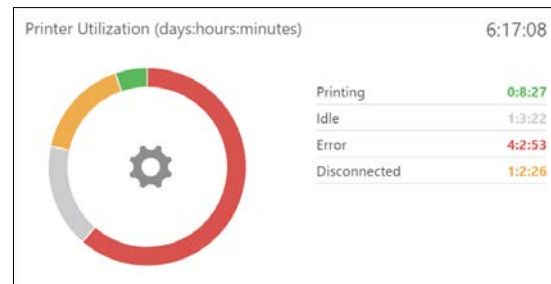 Printer Utilization (days:hours:minutes) 6:17:08
Printing 0:8:27
Idle 1:3:22
Error 4:2:53
Disconnected 1:2:26